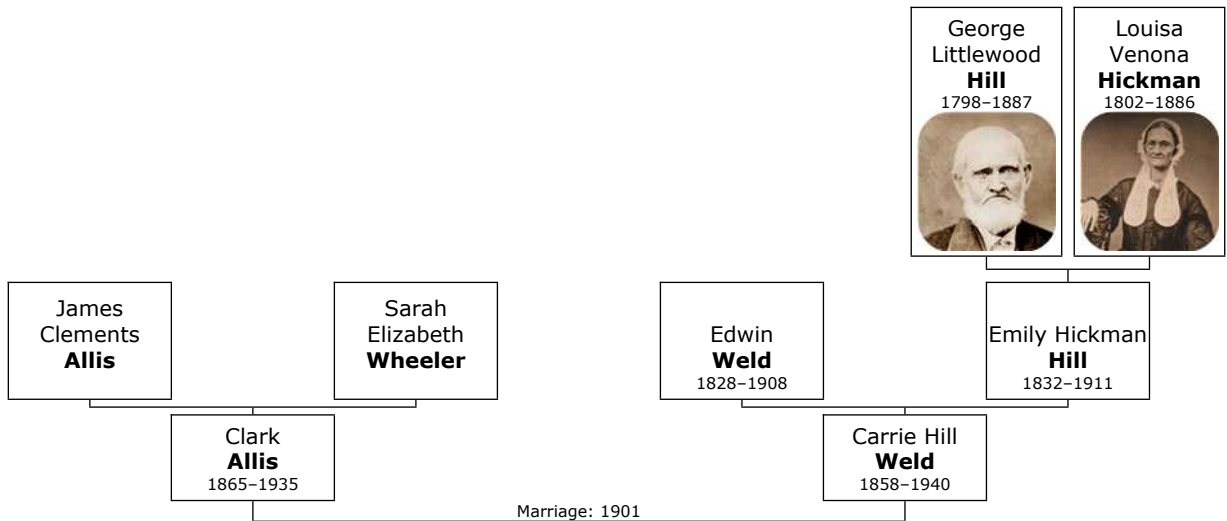 George
Littlewood
Hill
1798–1887
Louisa
Venona
Hickman
1802–1886
James
Clements
Allis
Sarah
Elizabeth
Wheeler
Edwin
Weld
1828–1908
Emily Hickman
Hill
1832–1911
Clark
Allis
1865–1935
Carrie Hill
Weld
1858–1940
Marriage: 1901